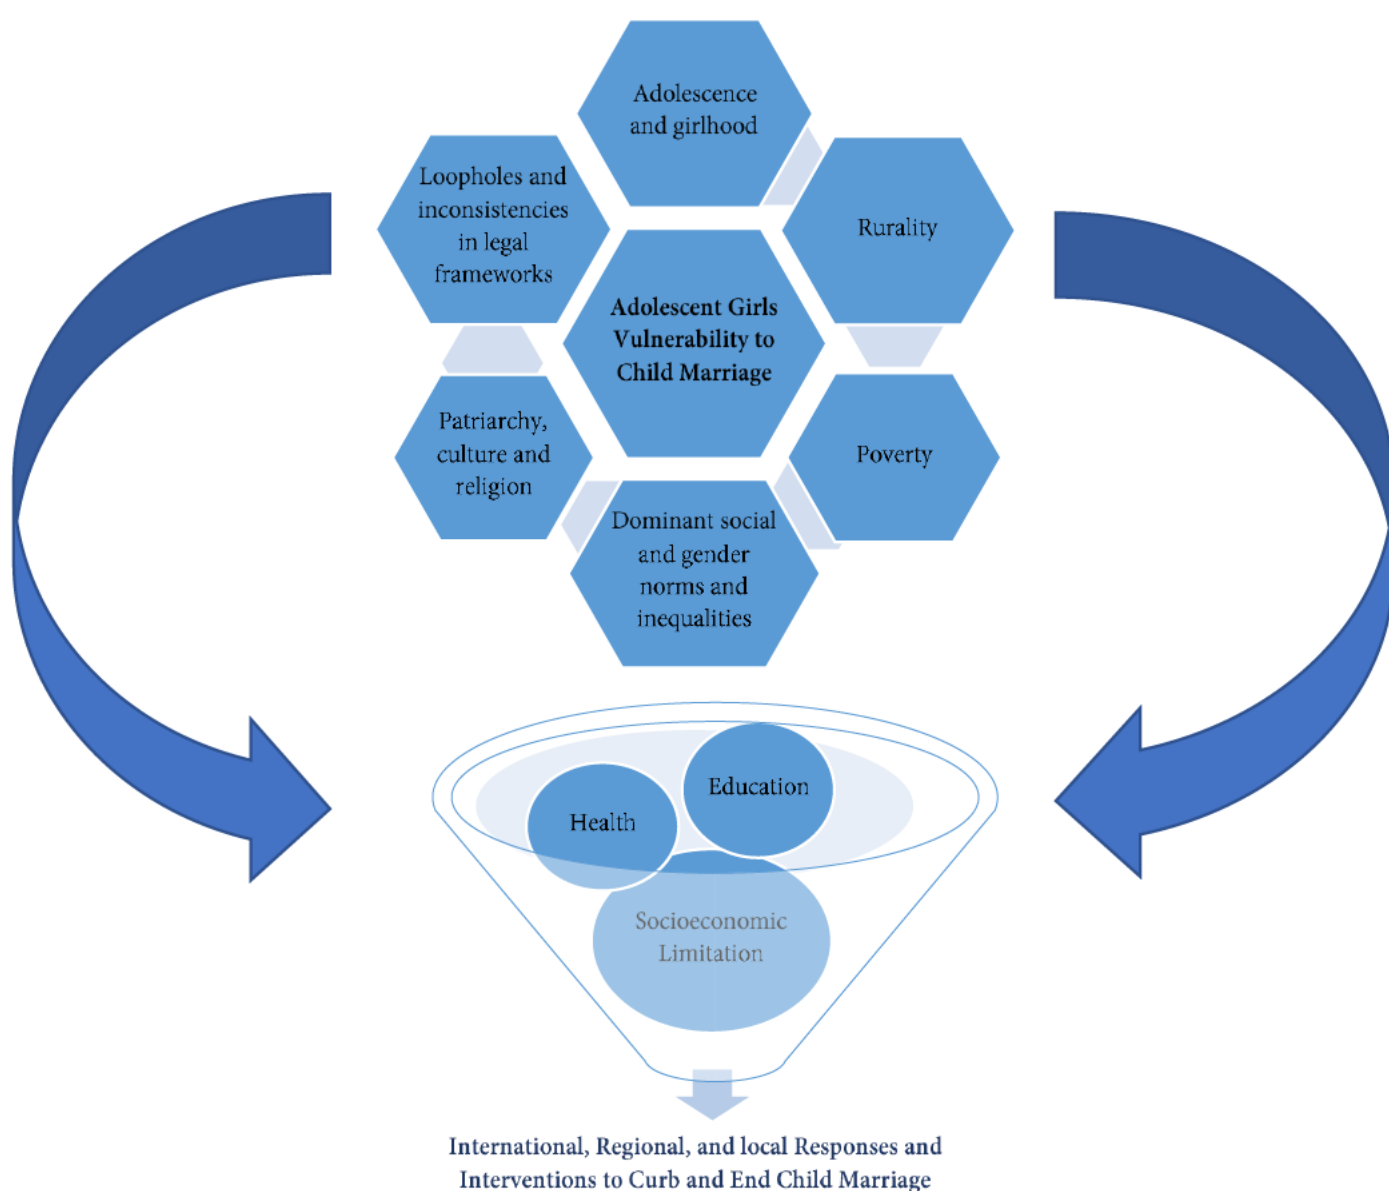 Adolescence
and girlhood
Loopholes and
inconsistencies
in legal
frameworks
Rurality
Adolescent Girls
Vulnerability to
Child Marriage
Patriarchy,
culture and
religion
Poverty
Dominant social
and gender
norms and
inequalities
Education
Health
Socioeconomic
Limitation
International, Regional, and local Responses and
Interventions to Curb and End Child Marriage